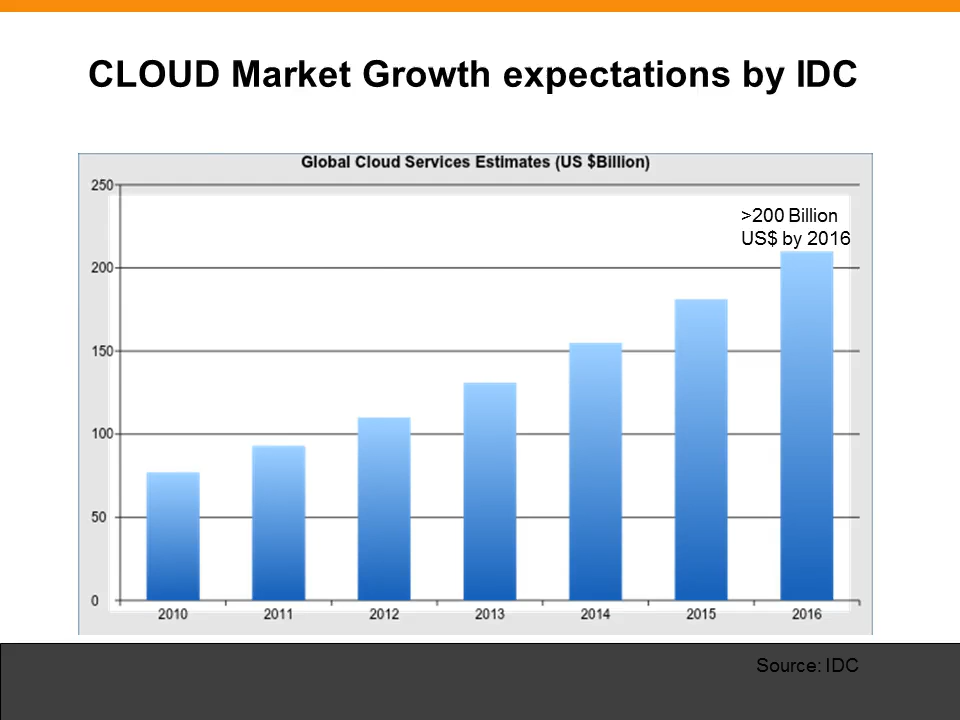 CLOUD Market Growth expectations by IDC
Global Cloud Services Estimates (US $Billion)
250
>200 Billion
US$ by 2016
200
150
100
50
0
2010 2011 2012 2013 2014 2015 2016
Source: IDC